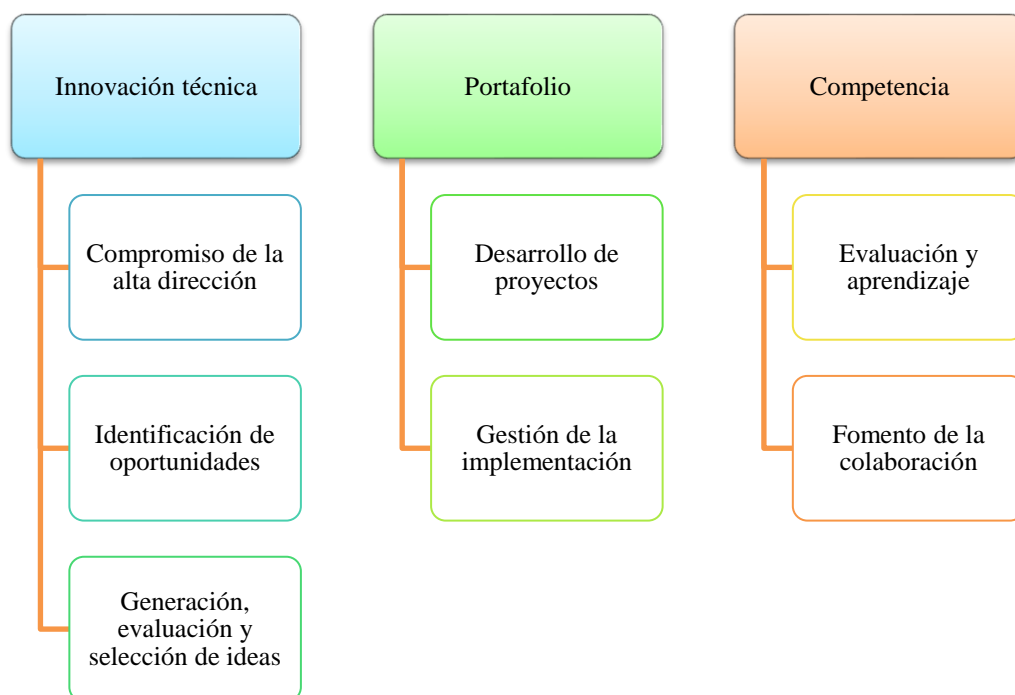 Innovación técnica
Compromiso de la
alta dirección
Identificación de
oportunidades
Generación,
evaluación y
selección de ideas
Portafolio
Desarrollo de
proyectos
Gestión de la
implementación
Competencia
Evaluación y
aprendizaje
Fomento de la
colaboración